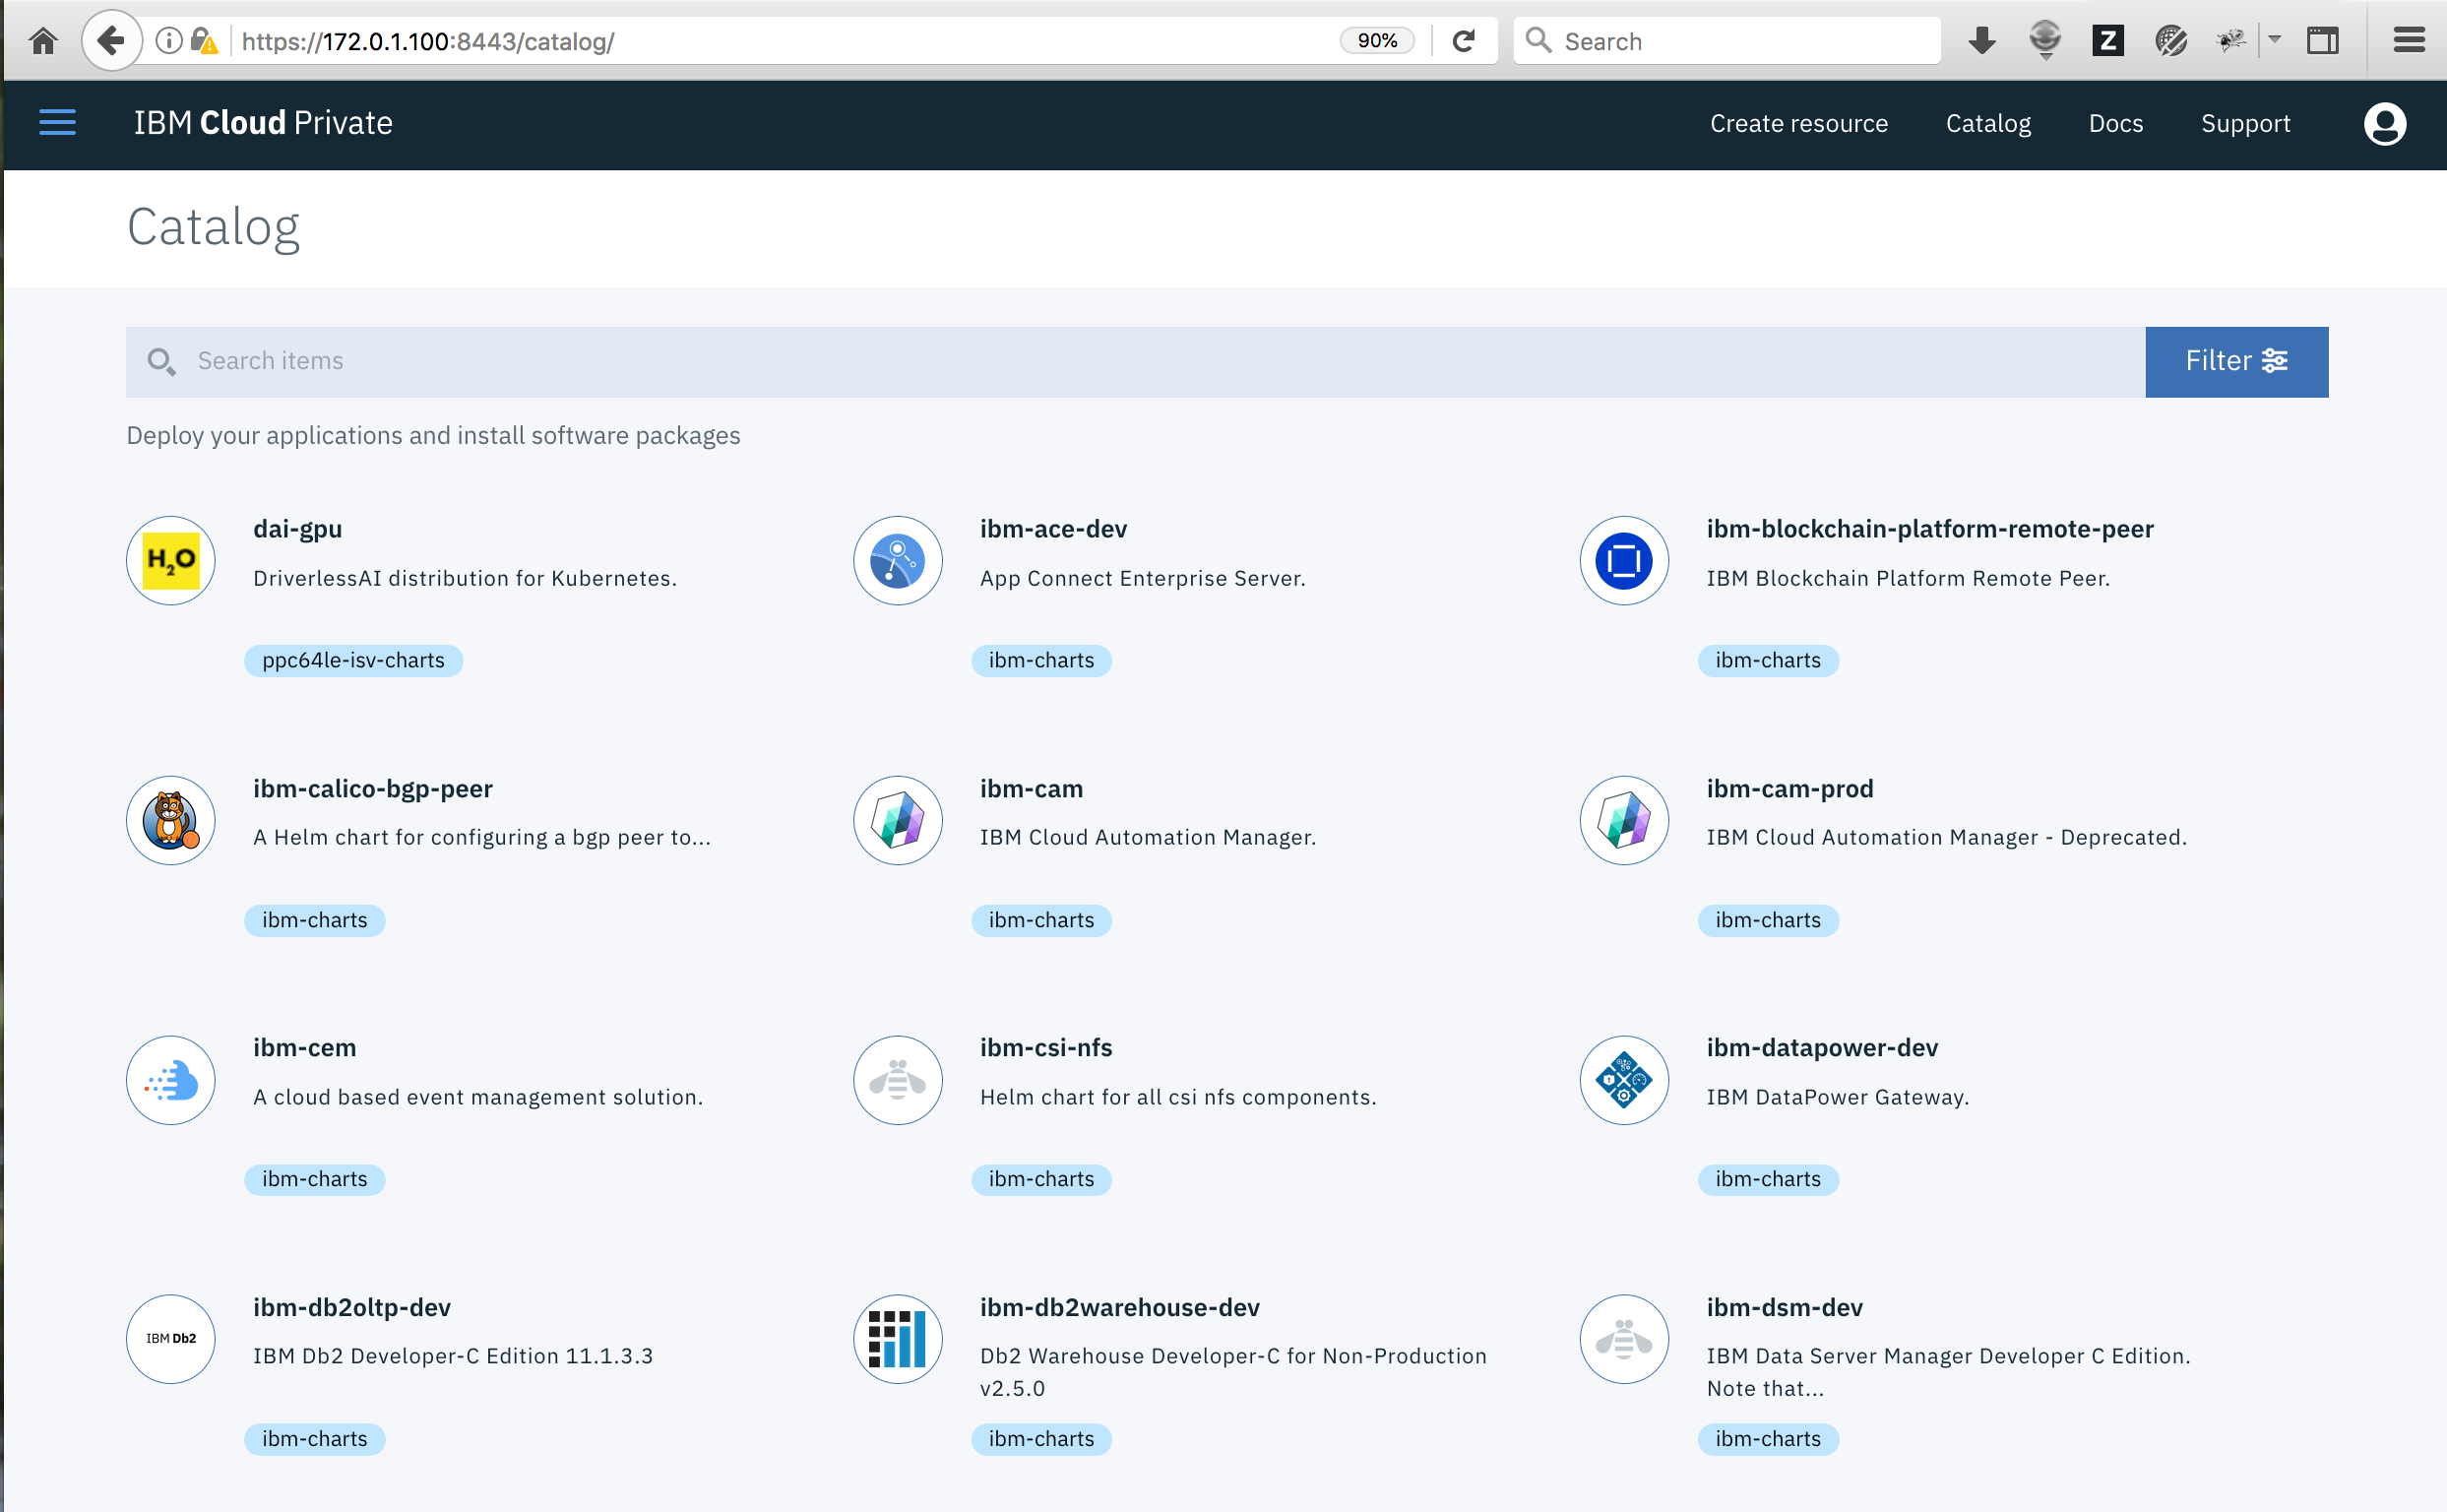 https://172.0.1.100:8443/catalog/
90%
Search
Z
IBM Cloud Private
Create resource
Catalog
Docs
Support
Catalog
Search items
Filter
Deploy your applications and install software packages
H2O
dai-gpu
DriverlessAI distribution for Kubernetes.
ppc64le-isv-charts
ibm-ace-dev
App Connect Enterprise Server.
ibm-charts
ibm-blockchain-platform-remote-peer
IBM Blockchain Platform Remote Peer.
ibm-charts
ibm-calico-bgp-peer
A Helm chart for configuring a bgp peer to...
ibm-charts
ibm-cam
IBM Cloud Automation Manager.
ibm-charts
ibm-cam-prod
IBM Cloud Automation Manager - Deprecated.
ibm-charts
ibm-cem
A cloud based event management solution.
ibm-charts
ibm-csi-nfs
Helm chart for all csi nfs components.
ibm-charts
ibm-datapower-dev
IBM DataPower Gateway.
ibm-charts
IBM Db2
ibm-db2oltp-dev
IBM Db2 Developer-C Edition 11.1.3.3
ibm-charts
ibm-db2warehouse-dev
Db2 Warehouse Developer-C for Non-Production
v2.5.0
ibm-charts
ibm-dsm-dev
IBM Data Server Manager Developer C Edition.
Note that...
ibm-charts